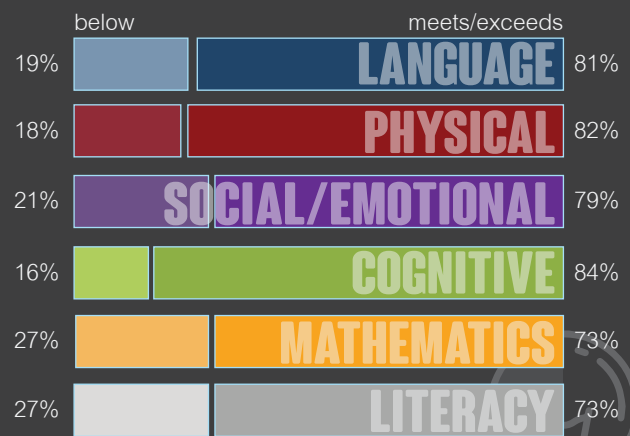 below meets/exceeds
19% LANGUAGE 81%
18% PHYSICAL 82%
21% SOCIAL/EMOTIONAL 79%
16% COGNITIVE 84%
27% MATHEMATICS 73%
27% LITERACY 73%